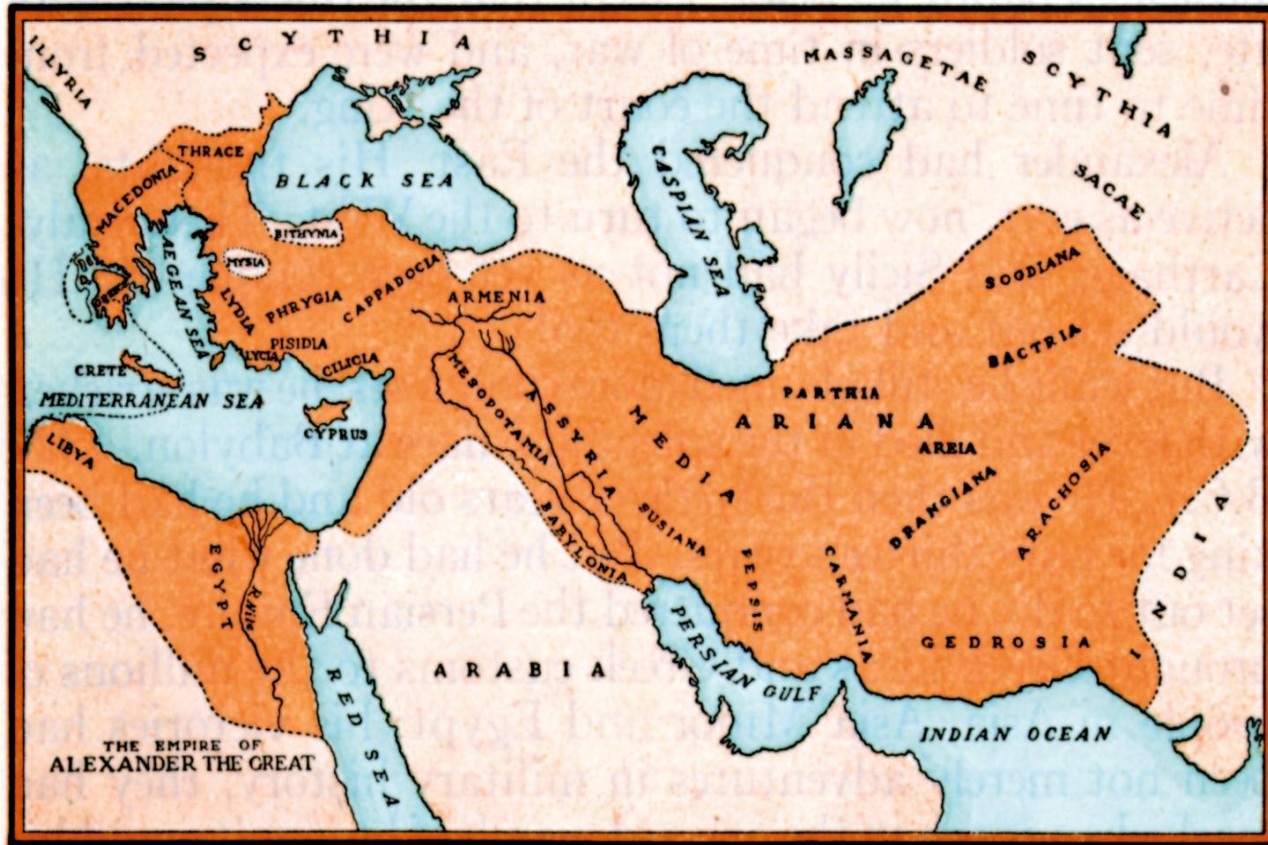 ILLYRIA
SCYTHIA
MASSAGETAE
SCYTHIA
SACAE
THRACE
MACEDONIA
BLACK SEA
CASPIAN SEA
BITHYNIA
MYSIA
AEGEAN SEA
LYDIA
PHRYGIA
CAPPADOCIA
ARMENIA
SOGDIANA
BACTRIA
PISIDIA
LYCIA
CILICIA
CRETE
MEDITERRANEAN SEA
CYPRUS
MESOPOTAMIA
ASSYRIA
MEDIA
PARTHIA
ARIANA
AREIA
LIBYA
DRANGIANA
ARACHOSIA
SUSIANA
BABYLONIA
EGYPT
R. Nile
PEPSIS
CARMANIA
GEDROSIA
INDIA
PERSIAN GULF
ARABIA
RED SEA
INDIAN OCEAN
THE EMPIRE OF
ALEXANDER THE GREAT